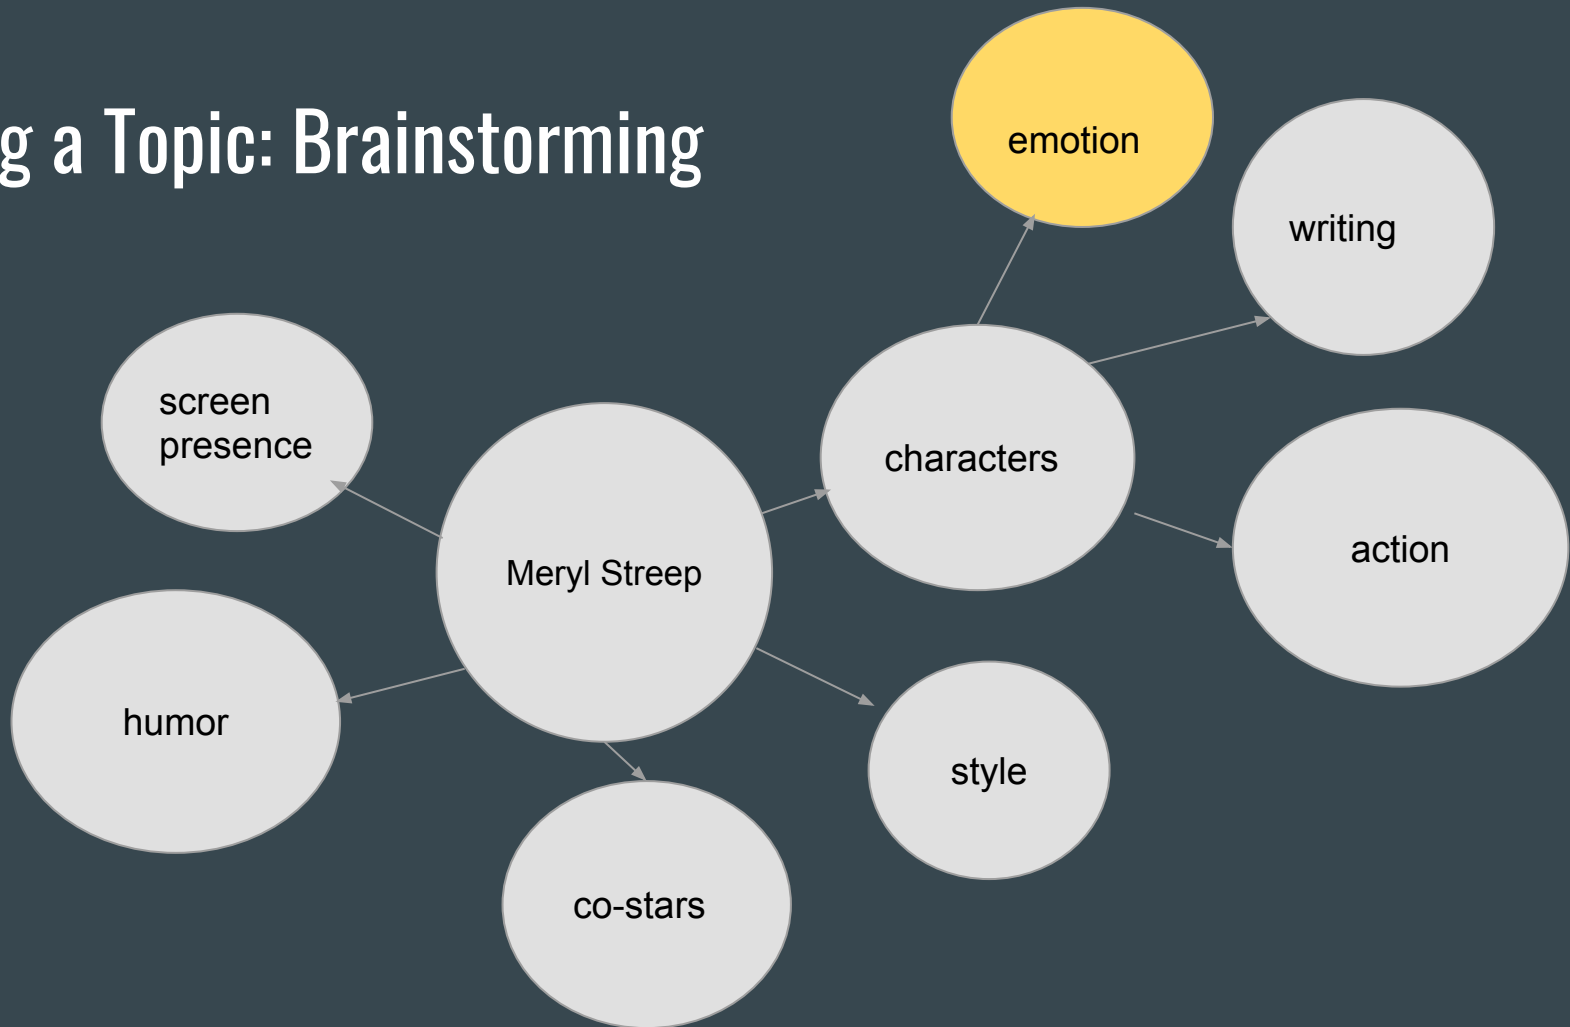 g a Topic: Brainstorming
emotion
writing
screen
presence
characters
action
Meryl Streep
humor
style
co-stars